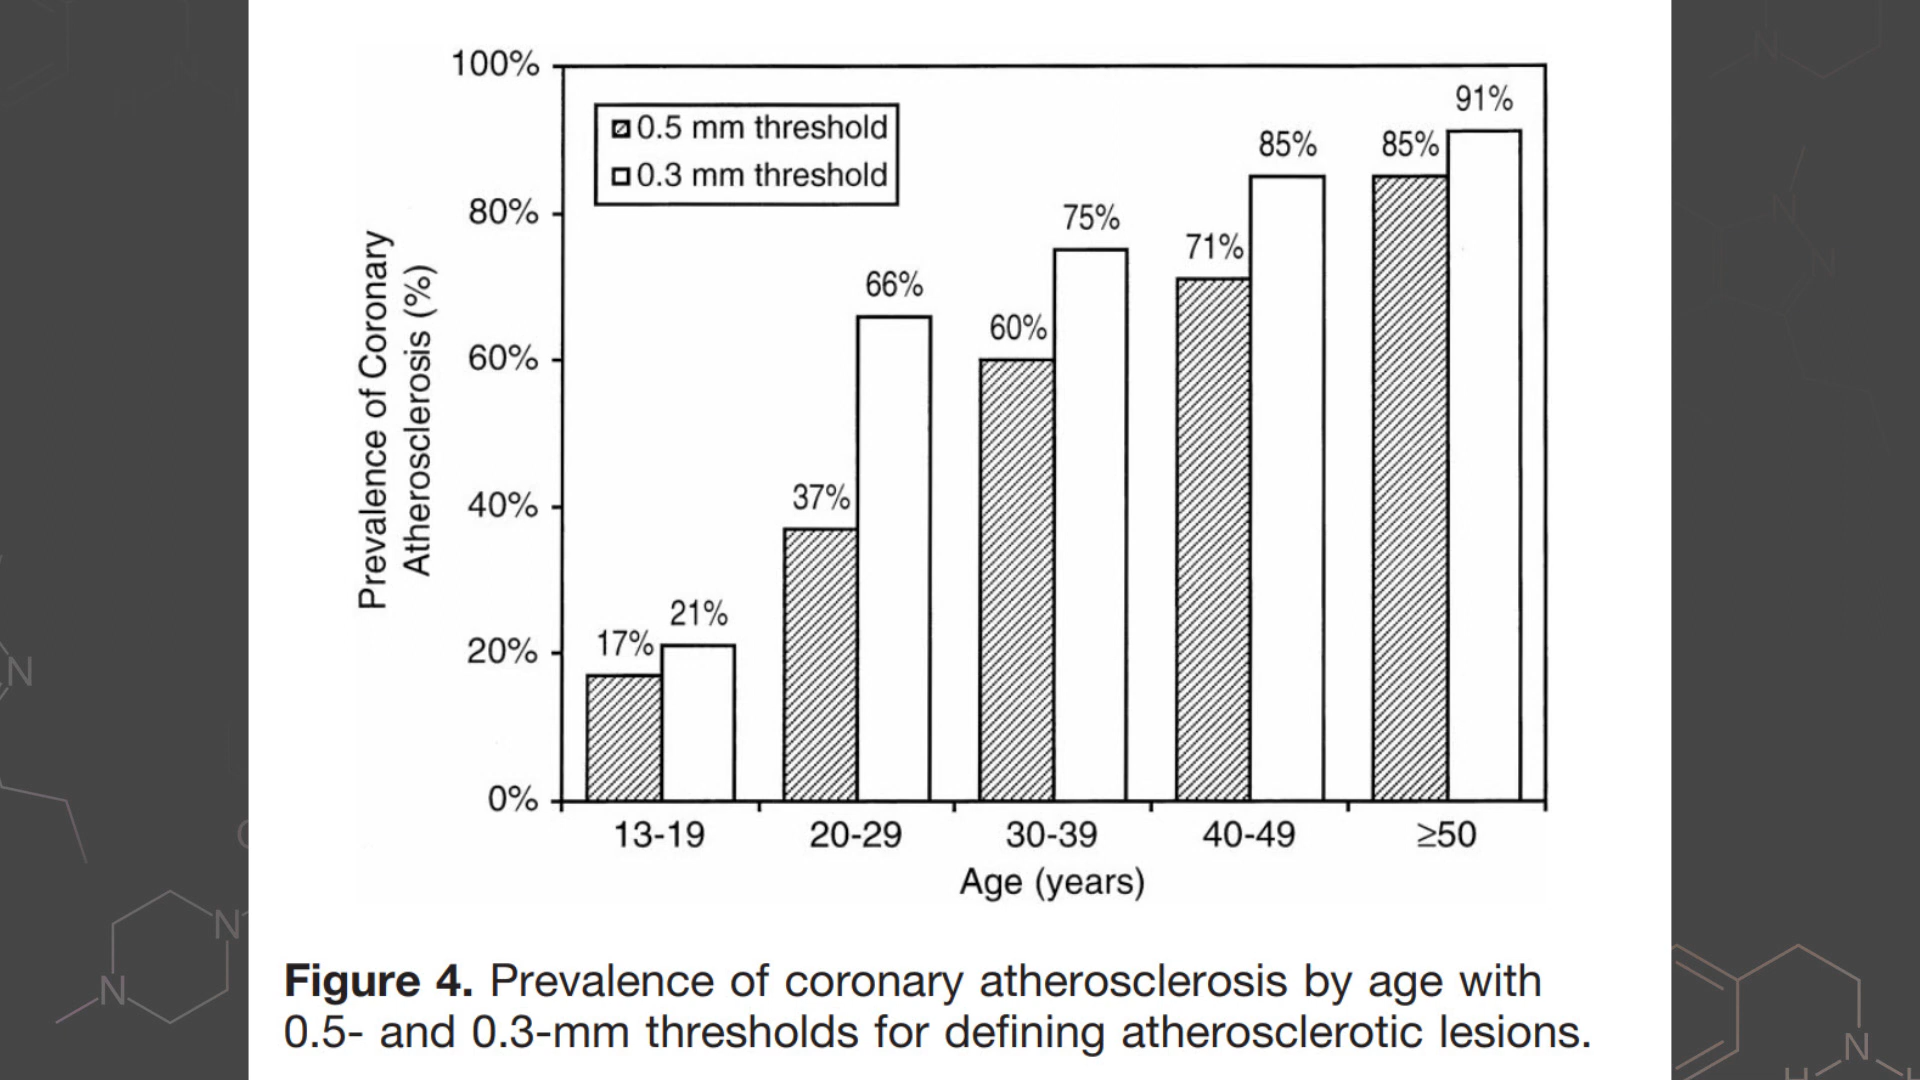 100%
80%
60%
40%
20%
0%
Prevalence of Coronary
Atherosclerosis (%)
0.5 mm threshold
0.3 mm threshold
17%
21%
37%
66%
60%
75%
71%
85%
85%
91%
13-19
20-29
30-39
40-49
≥50
Age (years)
Figure 4. Prevalence of coronary atherosclerosis by age with
0.5- and 0.3-mm thresholds for defining atherosclerotic lesions.
N
N
N
N
N
N
N